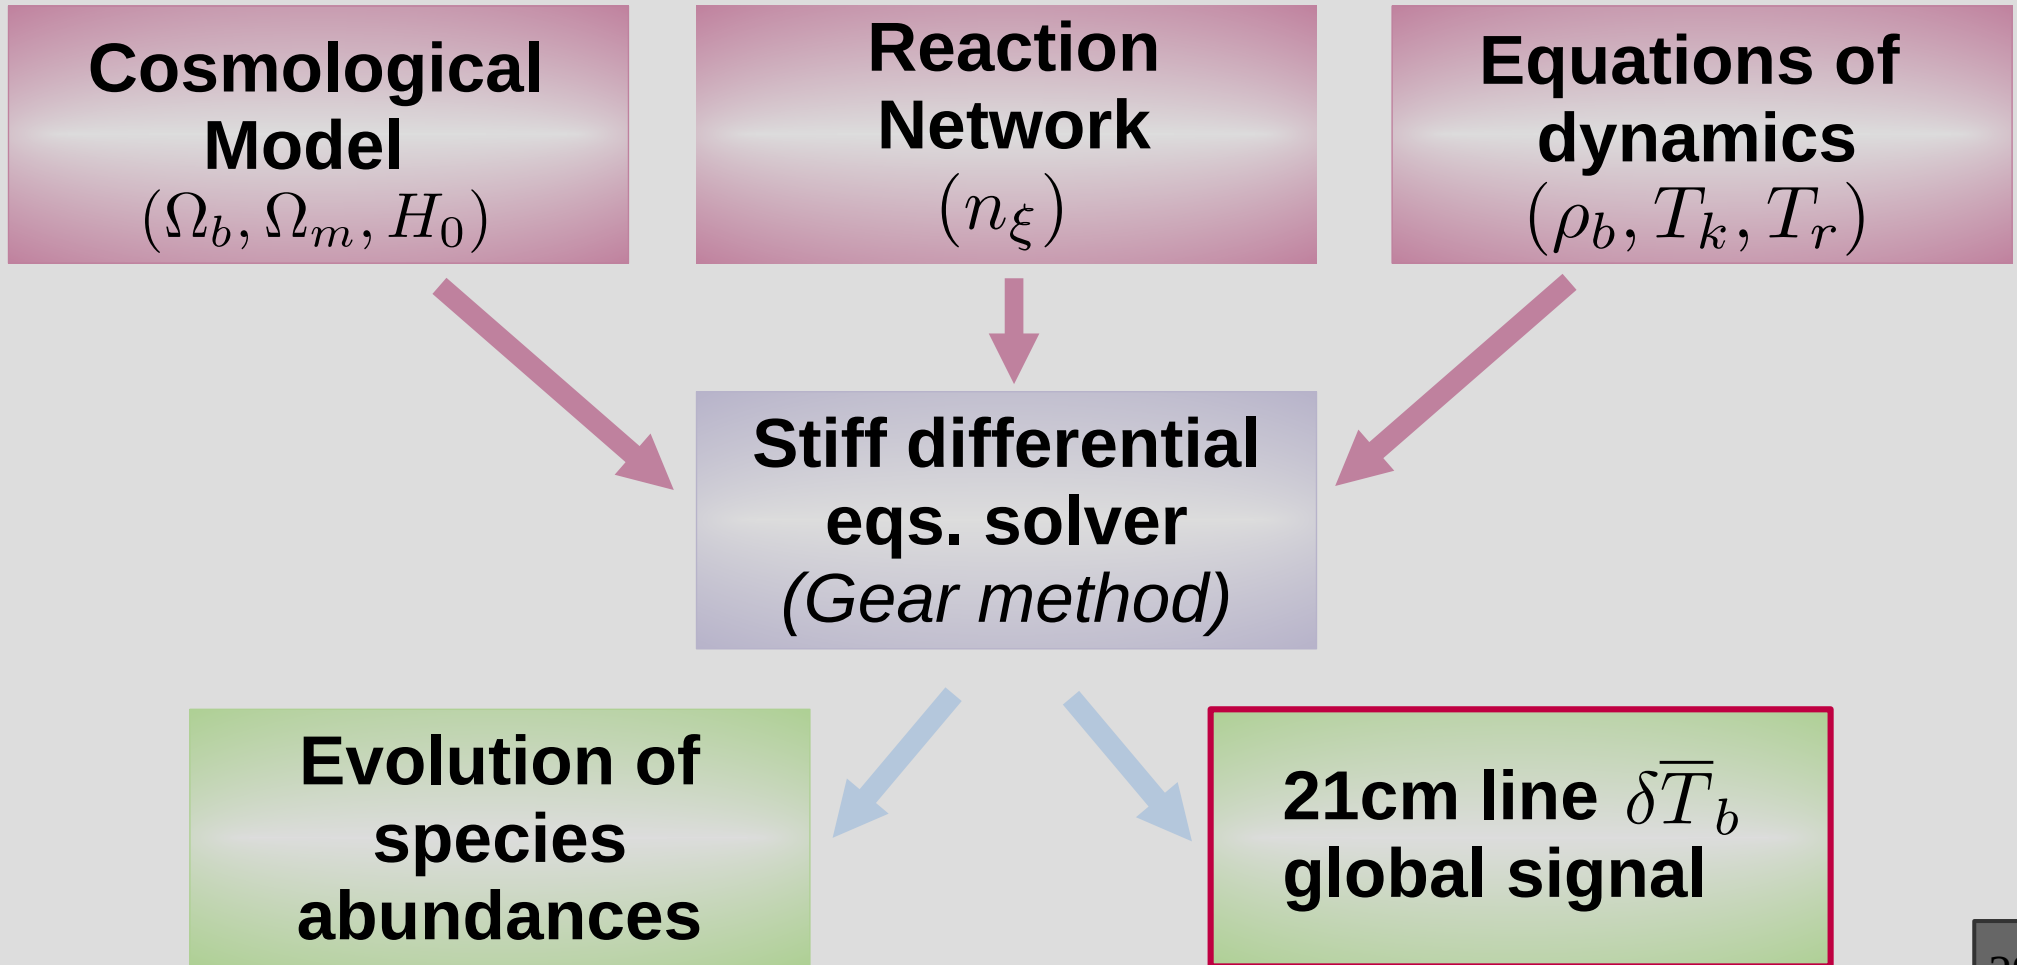 Cosmological
Model
(Ω_b, Ω_m, H_0)
Reaction
Network
(n_ξ)
Equations of
dynamics
(ρ_b, T_k, T_r)
Stiff differential
eqs. solver
(Gear method)
Evolution of
species
abundances
21cm line δT̅_b
global signal